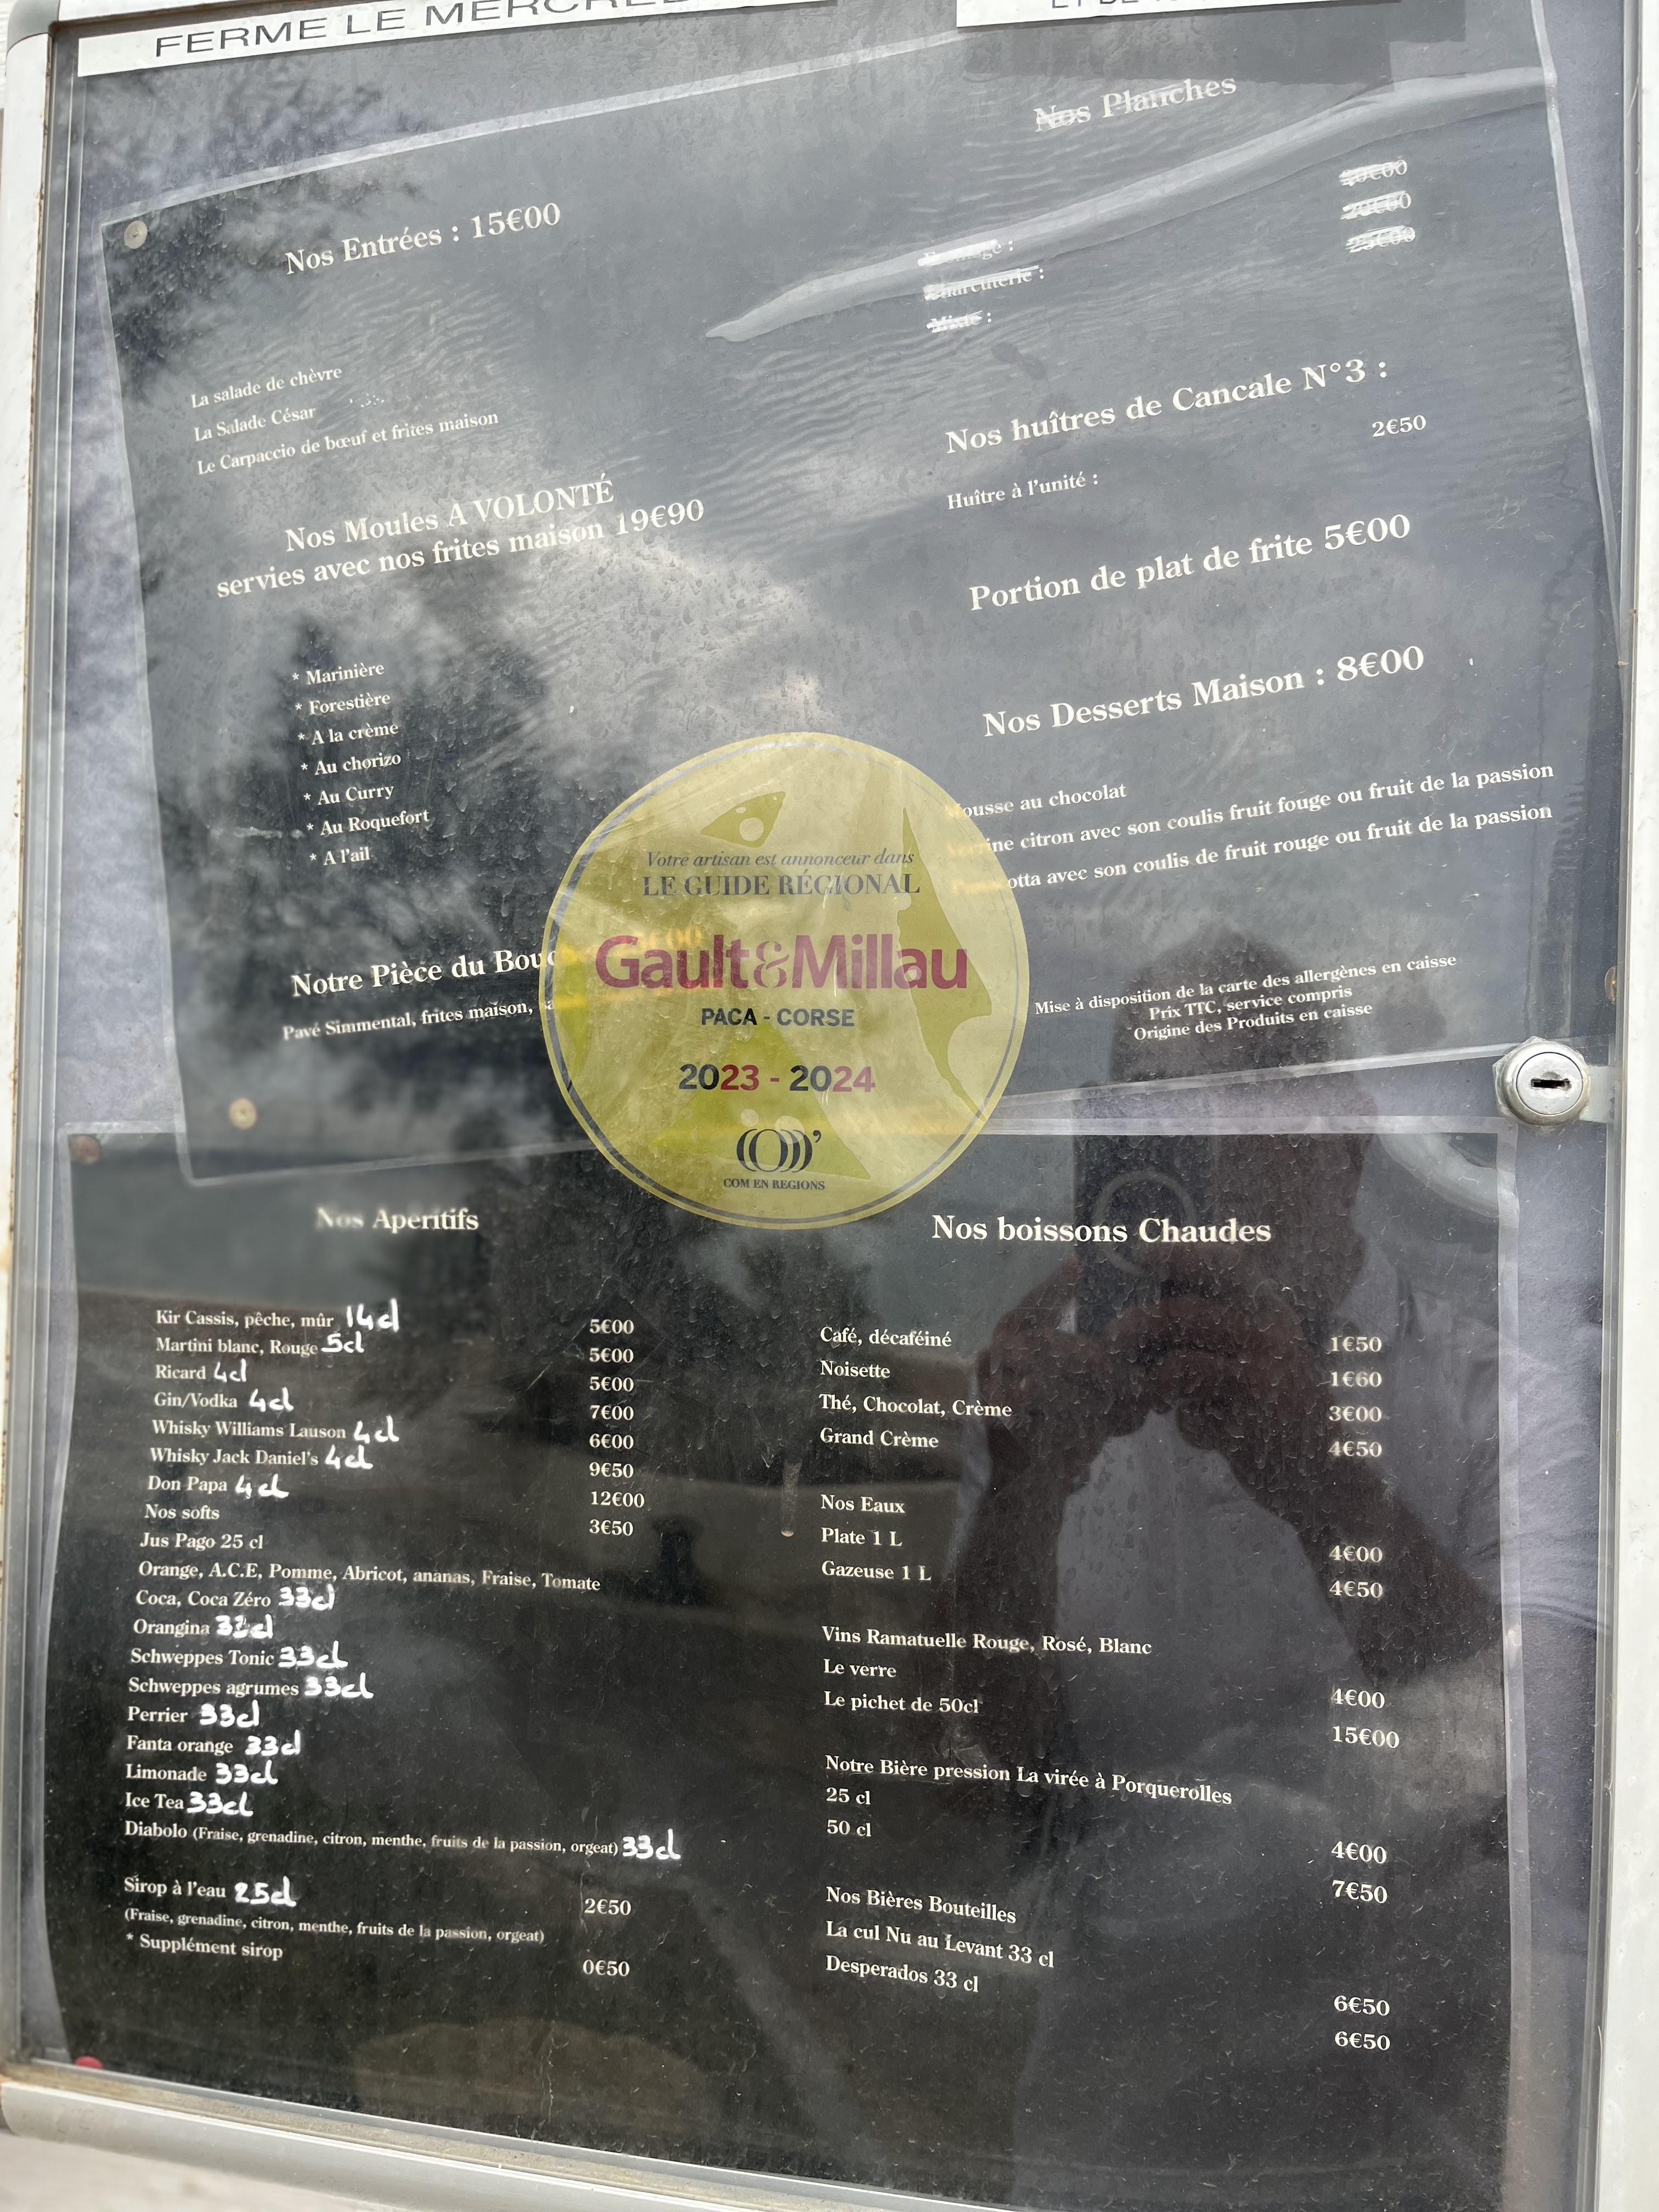 FERME LE
Nos Entrées : 15€00
La salade de chèvre
La Salade César
Le Carpaccio de bœuf et frites maison
Nos Moules A VOLONTÉ
servies avec nos frites maison 19€90
* Marinière
* Forestière
* A la crème
* Au chorizo
* Au Curry
* Au Roquefort
* A l'ail
Notre Pièce du
Pavé Simmental, frites maison,
Nos Planches
Charcuterie :
25€00
Nos huîtres de Cancale N°3 :
Huître à l'unité : 2€50
Portion de plat de frite 5€00
Nos Desserts Maison : 8€00
ousse au chocolat
ine citron avec son coulis fruit fouge ou fruit de la passion
otta avec son coulis de fruit rouge ou fruit de la passion
Mise à disposition de la carte des allergènes en caisse
Prix TTC, service compris
Origine des Produits en caisse
Votre artisan est annonceur dans
LE GUIDE RÉGIONAL
Gault&Millau
PACA - CORSE
2023 - 2024
COM EN REGIONS
Nos Aperitifs
Kir Cassis, pêche, mûr 14cl 5€00
Martini blanc, Rouge 5cl 5€00
Ricard 4cl 5€00
Gin/Vodka 4cl 7€00
Whisky Williams Lauson 4cl 6€00
Whisky Jack Daniel's 4cl 9€50
Don Papa 4cl 12€00
Nos softs 3€50
Jus Pago 25 cl
Orange, A.C.E, Pomme, Abricot, ananas, Fraise, Tomate
Coca, Coca Zéro 33cl
Orangina 33cl
Schweppes Tonic 33cl
Schweppes agrumes 33cl
Perrier 33cl
Fanta orange 33cl
Limonade 33cl
Ice Tea 33cl
Diabolo (Fraise, grenadine, citron, menthe, fruits de la passion, orgeat) 33cl
Sirop à l'eau 25cl 2€50
(Fraise, grenadine, citron, menthe, fruits de la passion, orgeat)
* Supplément sirop 0€50
Nos boissons Chaudes
Café, décaféiné 1€50
Noisette 1€60
Thé, Chocolat, Crème 3€00
Grand Crème 4€50
Nos Eaux
Plate 1 L 4€00
Gazeuse 1 L 4€50
Vins Ramatuelle Rouge, Rosé, Blanc
Le verre 4€00
Le pichet de 50cl 15€00
Notre Bière pression La virée à Porquerolles
25 cl 4€00
50 cl 7€50
Nos Bières Bouteilles
La cul Nu au Levant 33 cl 6€50
Desperados 33 cl 6€50